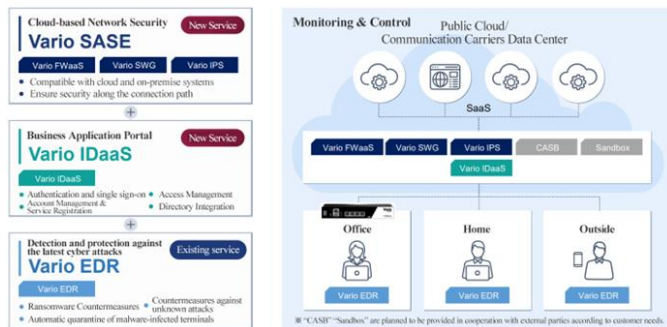 Cloud-based Network Security
New Service
Vario SASE
Vario FWaaS
Vario SWG
Vario IPS
Compatible with cloud and on-premise systems
Ensure security along the connection path
+
Business Application Portal
New Service
Vario IDaaS
Vario IDaaS
Authentication and single sign-on
Access Management
Account Management &
Service Registration
Directory Integration
+
Detection and protection against
the latest cyber attacks
Existing service
Vario EDR
Vario EDR
Ransomware Countermeasures
Countermeasures against
unknown attacks
Automatic quarantine of malware-infected terminals
Monitoring & Control
Public Cloud/
Communication Carriers Data Center
SaaS
Vario FWaaS
Vario SWG
Vario IPS
CASB
Sandbox
Vario IDaaS
Office
Home
Outside
Vario EDR
Vario EDR
Vario EDR
※ “CASB” “Sandbox” are planned to be provided in cooperation with external parties according to customer needs.